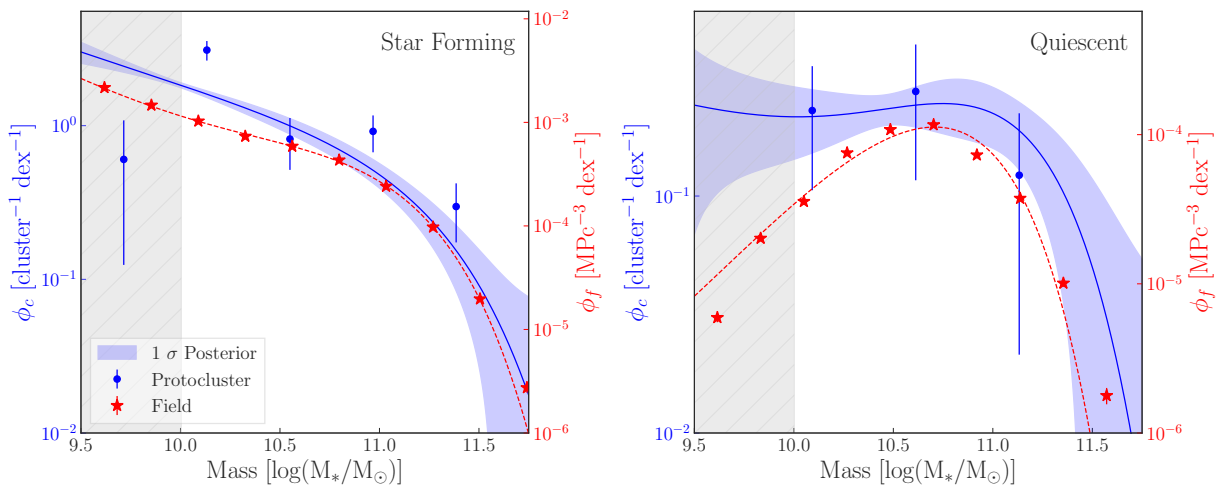 Star Forming
10⁰
10⁻¹
10⁻²
ϕ_c [cluster⁻¹ dex⁻¹]
10⁻²
10⁻³
10⁻⁴
10⁻⁵
10⁻⁶
ϕ_f [MPc⁻³ dex⁻¹]
1 σ Posterior
Protocluster
Field
9.5 10.0 10.5 11.0 11.5
Mass [log(M_*/M_⊙)]
Quiescent
10⁻¹
10⁻²
ϕ_c [cluster⁻¹ dex⁻¹]
10⁻⁴
10⁻⁵
10⁻⁶
ϕ_f [MPc⁻³ dex⁻¹]
9.5 10.0 10.5 11.0 11.5
Mass [log(M_*/M_⊙)]